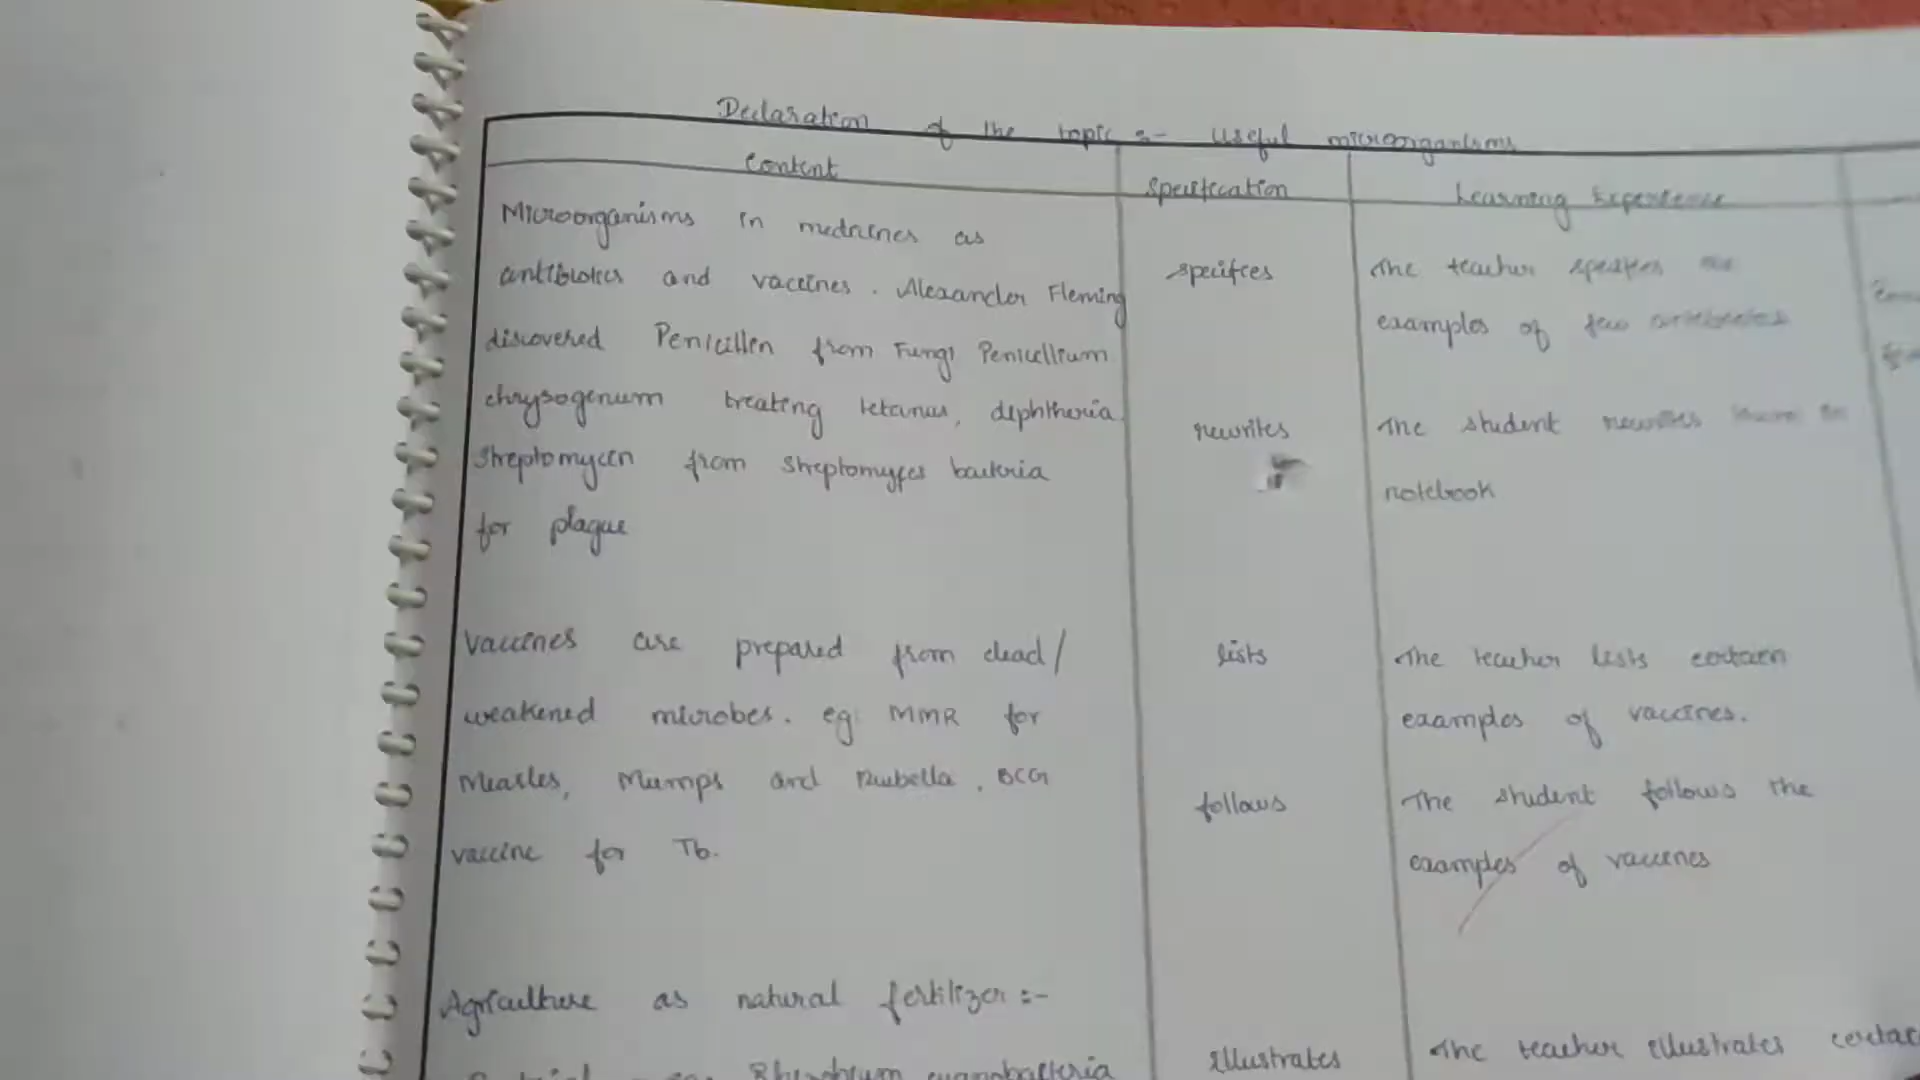 Declaration of the topic :- Useful microorganisms
Content
Specification
Learning Experience
Microorganisms in medicines as
antibiotics and vaccines. Alexander Fleming
discovered Penicillin from Fungi Penicillium
chrysogenum treating tetanus, diphtheria.
Streptomycin from Streptomyces bacteria
for plague
specifies
The teacher specifies
examples of few antibiotics
rewrites
The student rewrites
notebook
Vaccines are prepared from dead/
weakened microbes. eg: MMR for
Measles, Mumps and Rubella, BCG
vaccine for Tb.
lists
The teacher lists certain
examples of vaccines.
follows
The student follows the
examples of vaccines
Agriculture as natural fertilizer :-
Rhizobium cyanobacteria
illustrates
The teacher illustrates